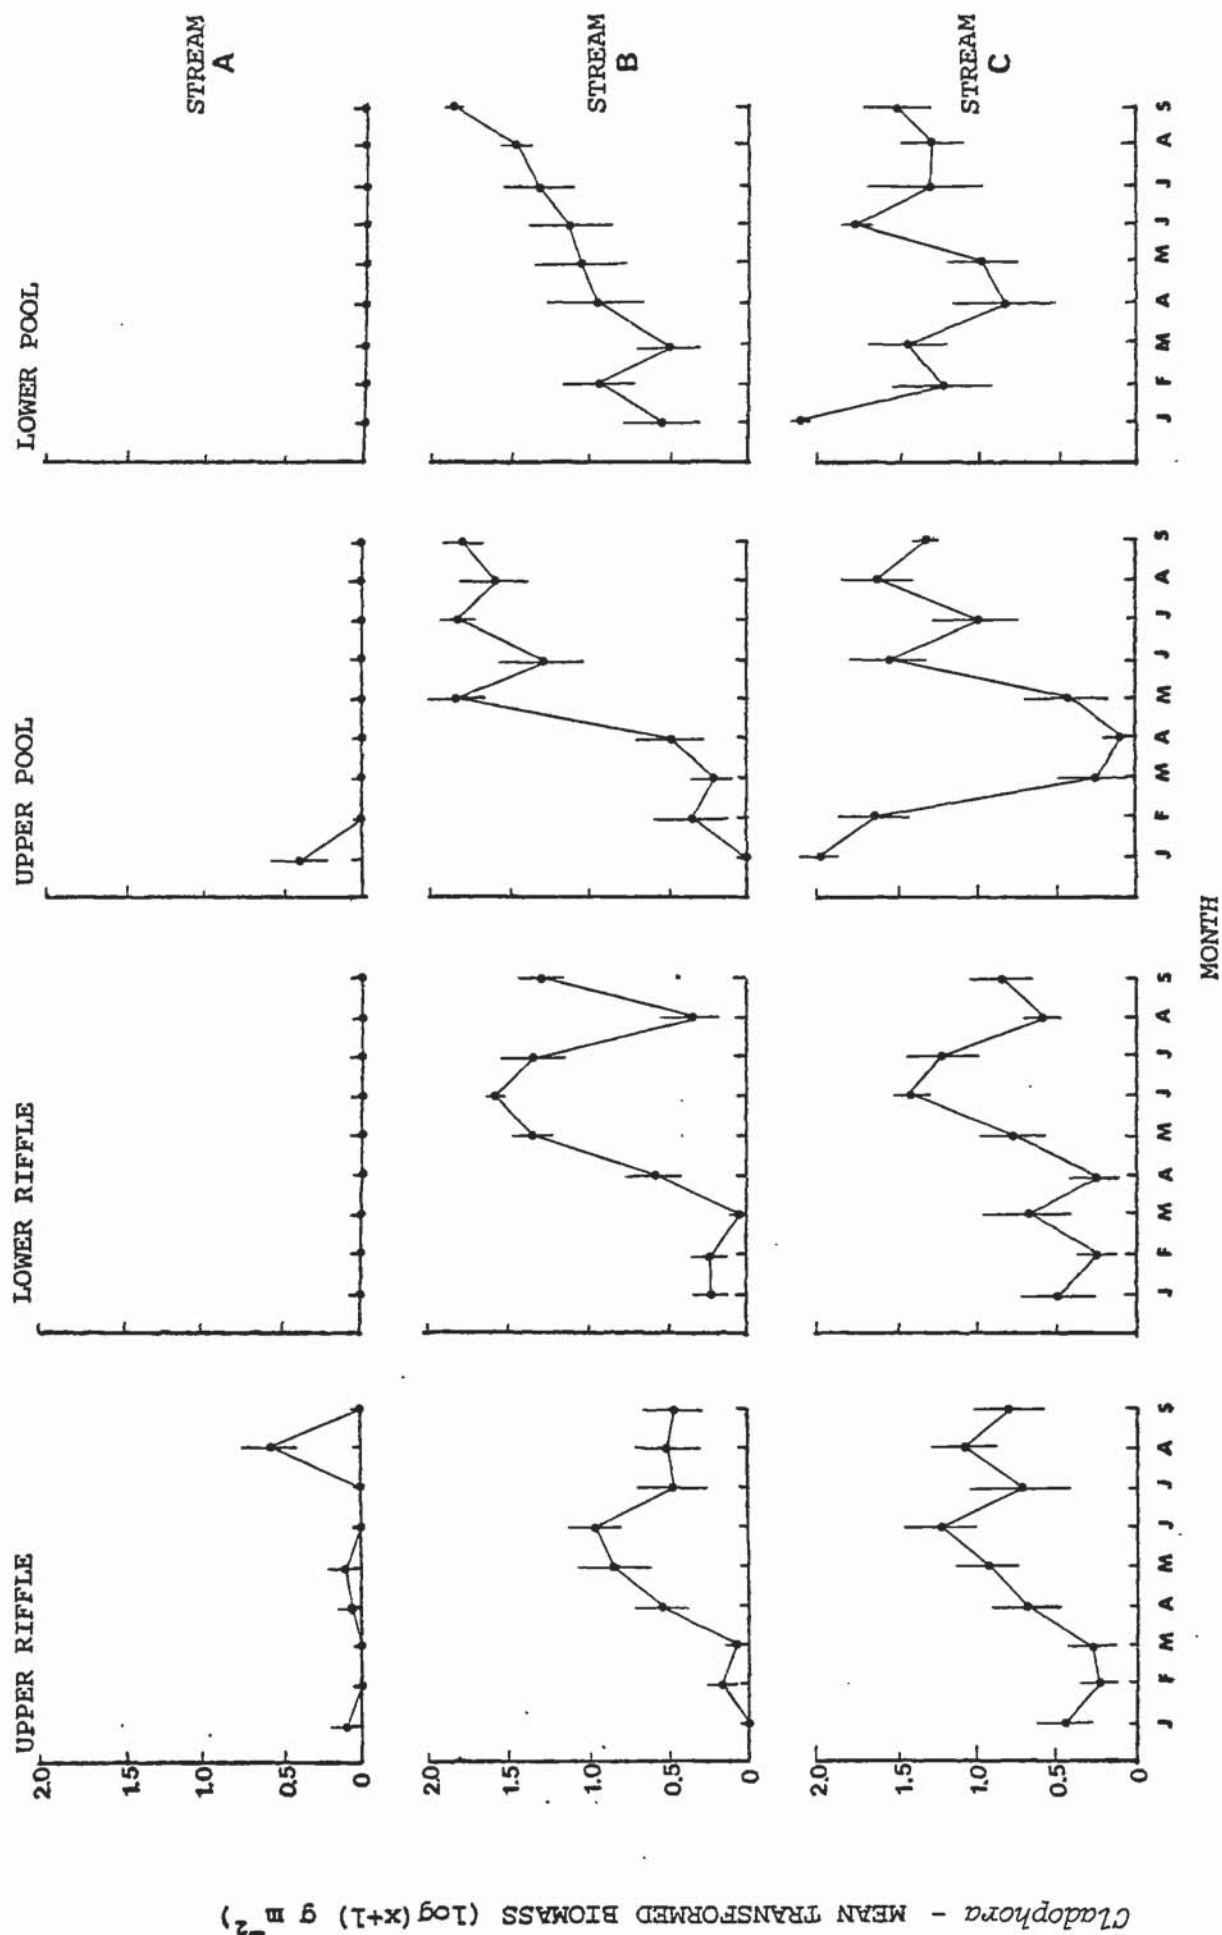 UPPER RIFFLE
LOWER RIFFLE
UPPER POOL
LOWER POOL
STREAM
A
2.0
1.5
1.0
0.5
0
STREAM
B
2.0
1.5
1.0
0.5
0
STREAM
C
2.0
1.5
1.0
0.5
0
J F M A M J J A S
J F M A M J J A S
J F M A M J J A S
J F M A M J J A S
MONTH
Cladophora - MEAN TRANSFORMED BIOMASS (log(x+1) g m⁻²)